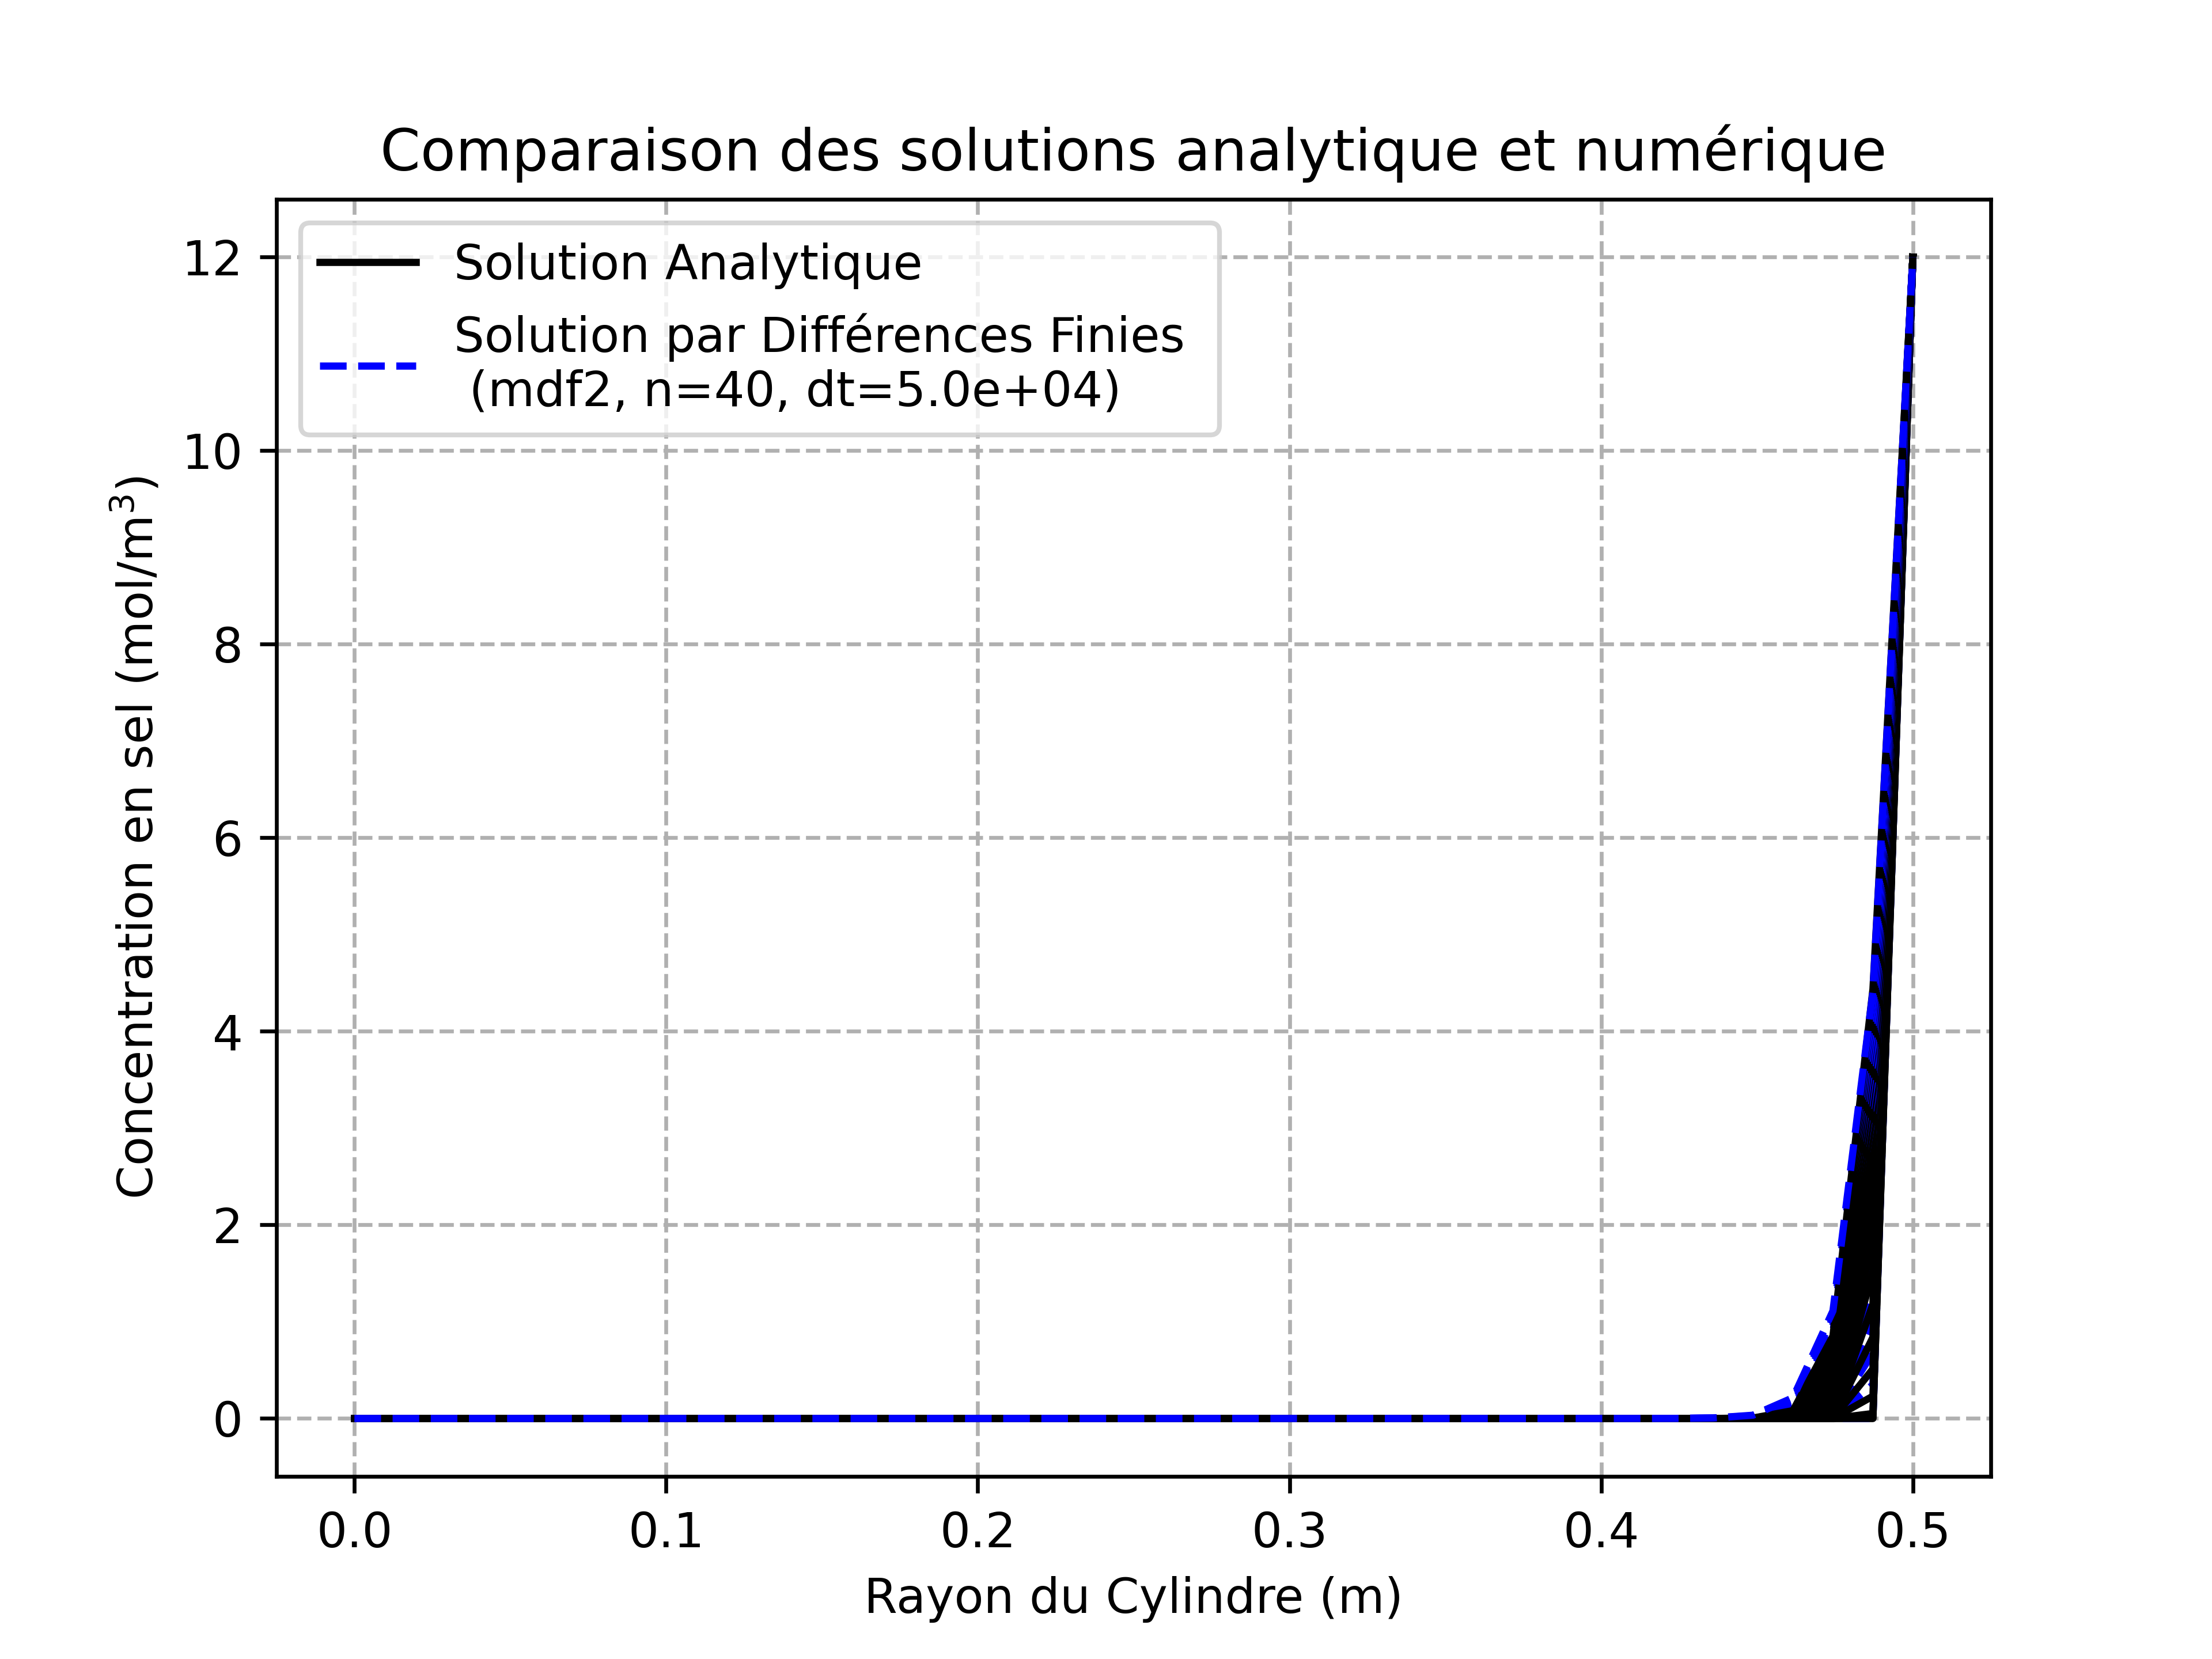 Comparaison des solutions analytique et numérique
Solution Analytique
Solution par Différences Finies
(mdf2, n=40, dt=5.0e+04)
Concentration en sel (mol/m³)
12
10
8
6
4
2
0
0.0 0.1 0.2 0.3 0.4 0.5
Rayon du Cylindre (m)